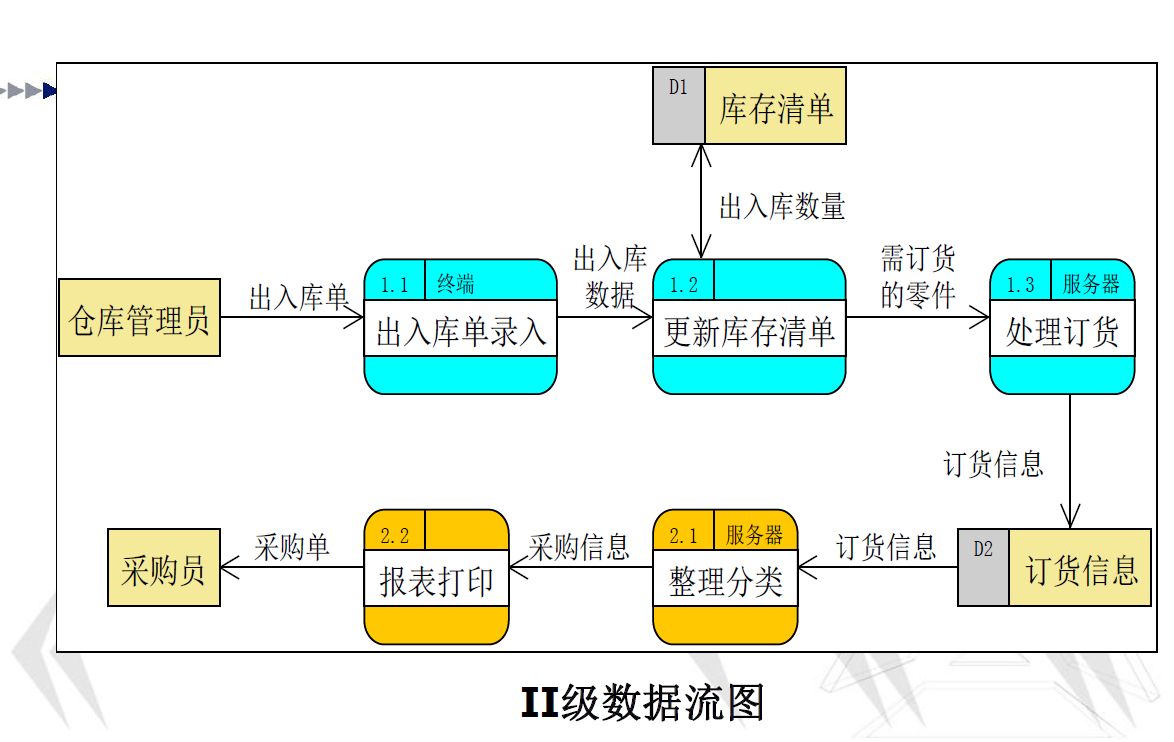 D1
库存清单
出入库数量
仓库管理员
出入库单
1.1 终端
出入库单录入
出入库
数据
1.2
更新库存清单
需订货
的零件
1.3 服务器
处理订货
订货信息
采购员
采购单
2.2
报表打印
采购信息
2.1 服务器
整理分类
订货信息
D2
订货信息
II级数据流图